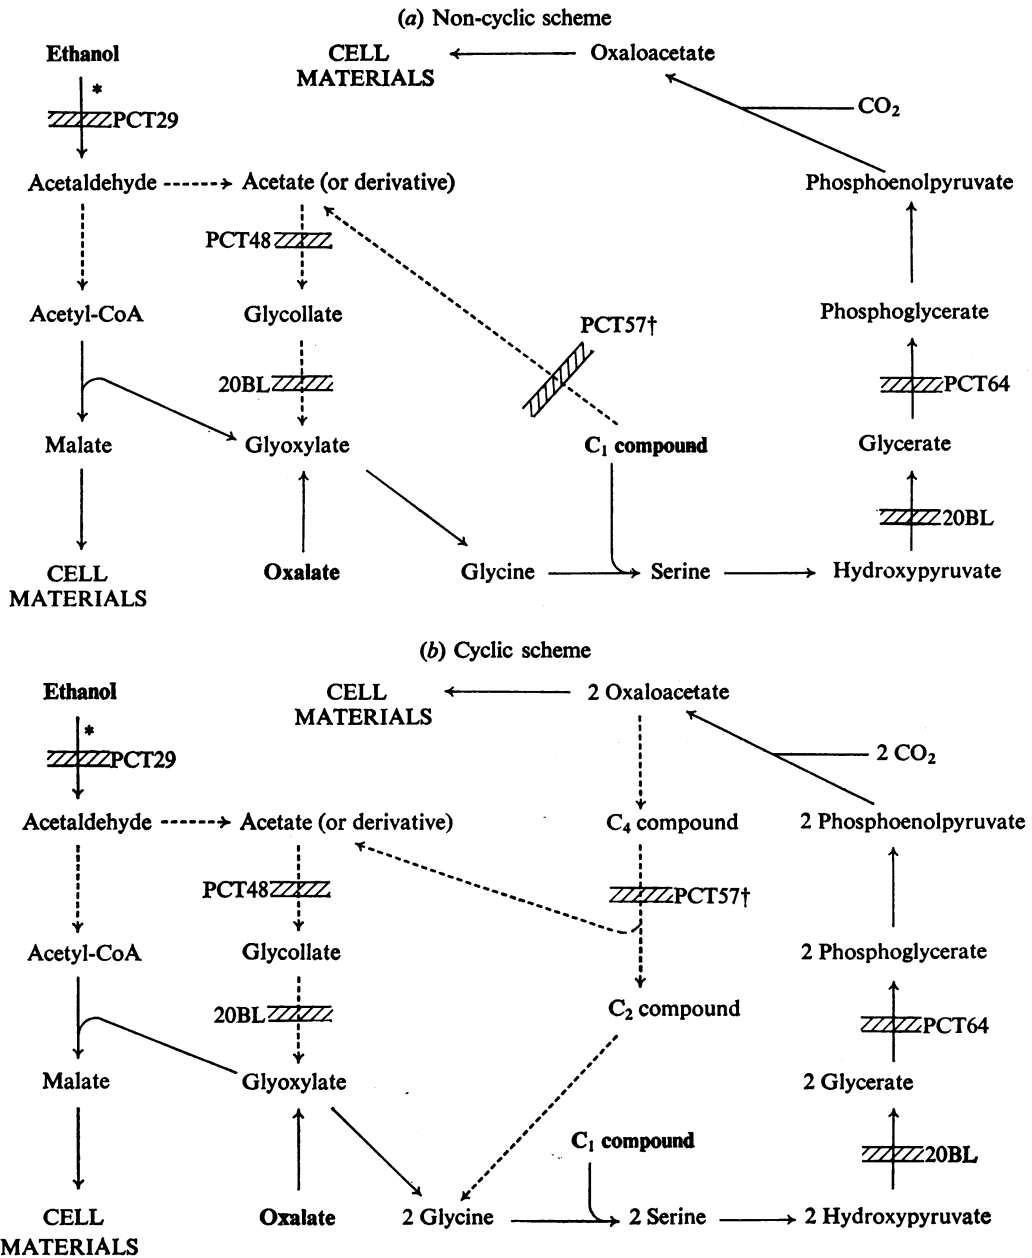 (a) Non-cyclic scheme
Ethanol
CELL
MATERIALS
Oxaloacetate
*
PCT29
CO₂
Acetaldehyde
Acetate (or derivative)
Phosphoenolpyruvate
PCT48
Acetyl-CoA
Glycollate
Phosphoglycerate
PCT57†
20BL
PCT64
Malate
Glyoxylate
C₁ compound
Glycerate
20BL
CELL
MATERIALS
Oxalate
Glycine
Serine
Hydroxypyruvate
(b) Cyclic scheme
Ethanol
CELL
MATERIALS
2 Oxaloacetate
*
PCT29
2 CO₂
Acetaldehyde
Acetate (or derivative)
C₄ compound
2 Phosphoenolpyruvate
PCT48
PCT57†
Acetyl-CoA
Glycollate
2 Phosphoglycerate
20BL
C₂ compound
PCT64
Malate
Glyoxylate
2 Glycerate
C₁ compound
20BL
CELL
MATERIALS
Oxalate
2 Glycine
2 Serine
2 Hydroxypyruvate